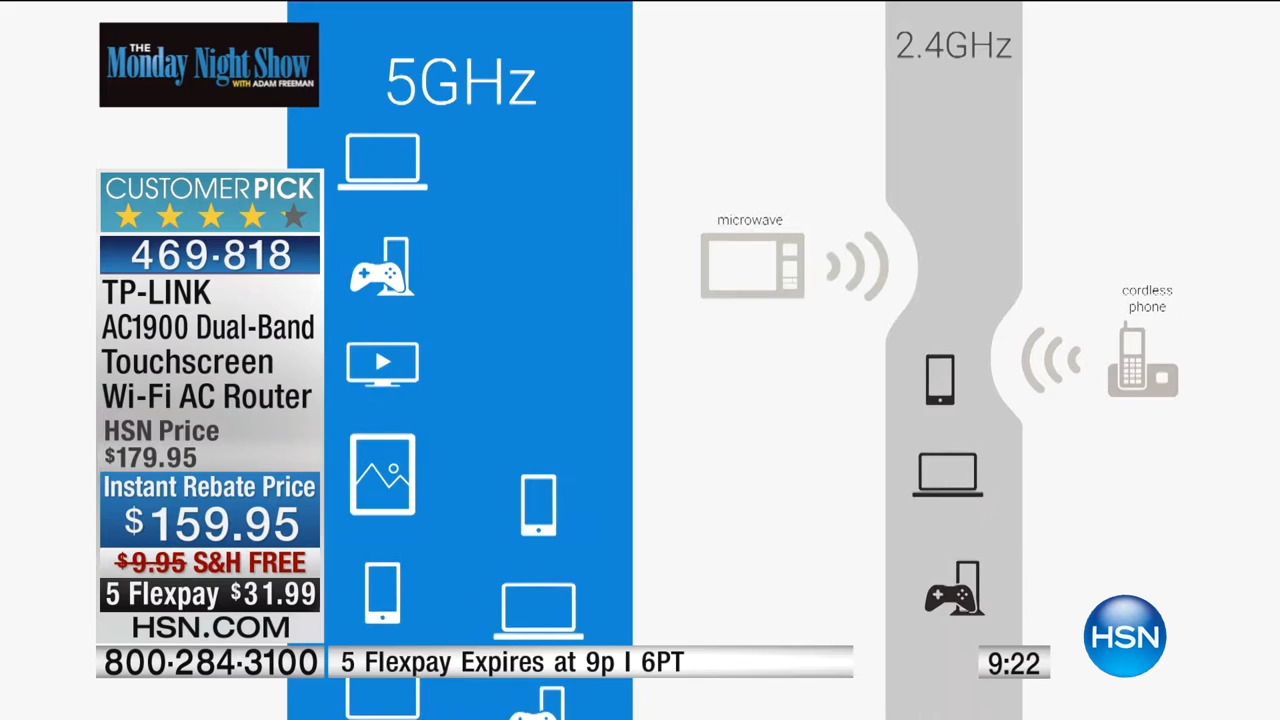 THE
Monday Night Show
WITH ADAM FREEMAN
5GHz
2.4GHz
CUSTOMER PICK
469·818
TP-LINK
AC1900 Dual-Band
Touchscreen
Wi-Fi AC Router
HSN Price
$179.95
Instant Rebate Price
$159.95
$9.95 S&H FREE
5 Flexpay $31.99
HSN.COM
800·284·3100
microwave
cordless
phone
HSN
5 Flexpay Expires at 9p I 6PT
9:22